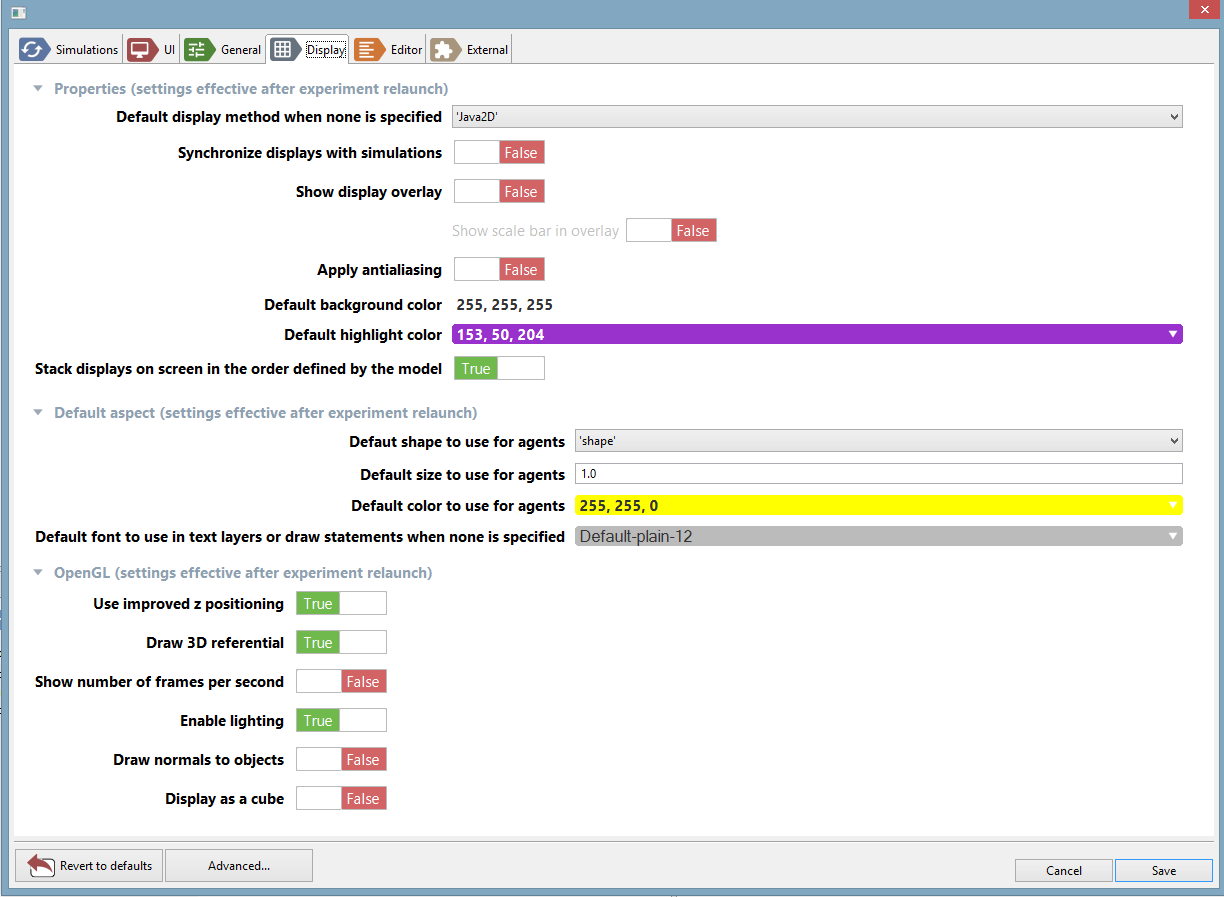 Simulations UI General Display Editor External
Properties (settings effective after experiment relaunch)
Default display method when none is specified 'Java2D'
Synchronize displays with simulations False
Show display overlay False
Show scale bar in overlay False
Apply antialiasing False
Default background color 255, 255, 255
Default highlight color 153, 50, 204
Stack displays on screen in the order defined by the model True
Default aspect (settings effective after experiment relaunch)
Defaut shape to use for agents 'shape'
Default size to use for agents 1.0
Default color to use for agents 255, 255, 0
Default font to use in text layers or draw statements when none is specified Default-plain-12
OpenGL (settings effective after experiment relaunch)
Use improved z positioning True
Draw 3D referential True
Show number of frames per second False
Enable lighting True
Draw normals to objects False
Display as a cube False
Revert to defaults Advanced... Cancel Save